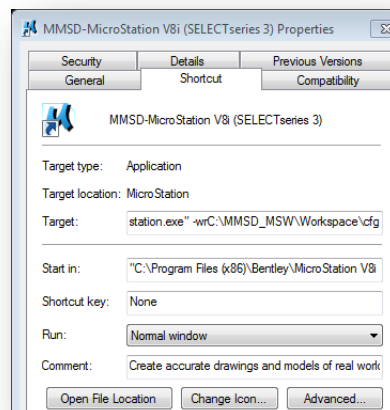 MMSD-MicroStation V8i (SELECTseries 3) Properties
Security Details Previous Versions
General Shortcut Compatibility
MMSD-MicroStation V8i (SELECTseries 3)
Target type: Application
Target location: MicroStation
Target: station.exe" -wrC:\MMSD_MSW\Workspace\cfg
Start in: "C:\Program Files (x86)\Bentley\MicroStation V8i
Shortcut key: None
Run: Normal window
Comment: Create accurate drawings and models of real work
Open File Location Change Icon... Advanced...